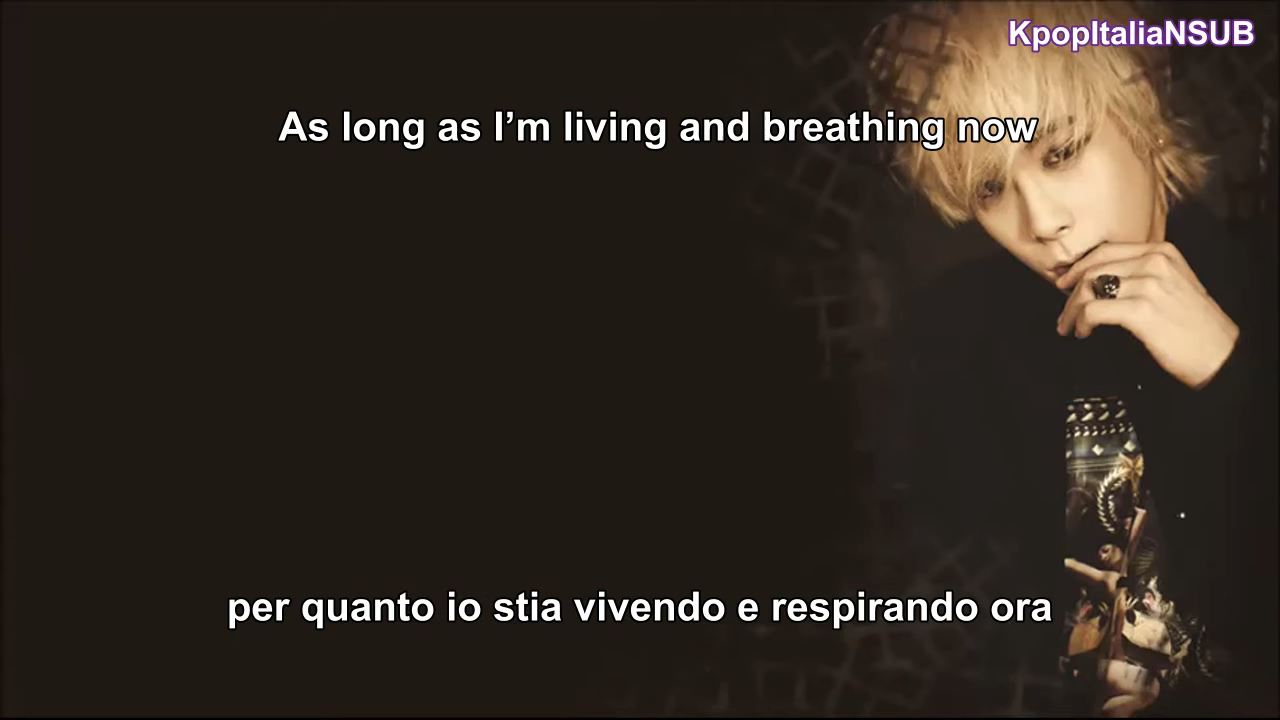 KpopItaliaNSUB
As long as I’m living and breathing now
per quanto io stia vivendo e respirando ora